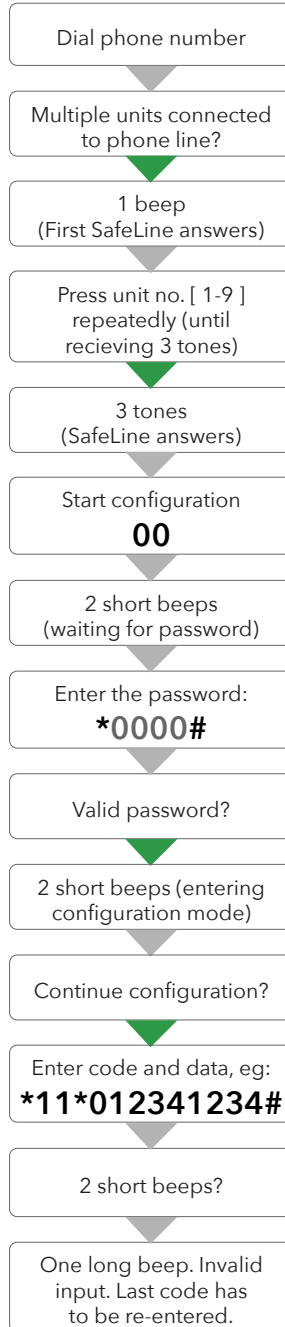 Dial phone number
Multiple units connected
to phone line?
1 beep
(First SafeLine answers)
Press unit no. [ 1-9 ]
repeatedly (until
recieving 3 tones)
3 tones
(SafeLine answers)
Start configuration
00
2 short beeps
(waiting for password)
Enter the password:
*0000#
Valid password?
2 short beeps (entering
configuration mode)
Continue configuration?
Enter code and data, eg:
*11*012341234#
2 short beeps?
One long beep. Invalid
input. Last code has
to be re-entered.